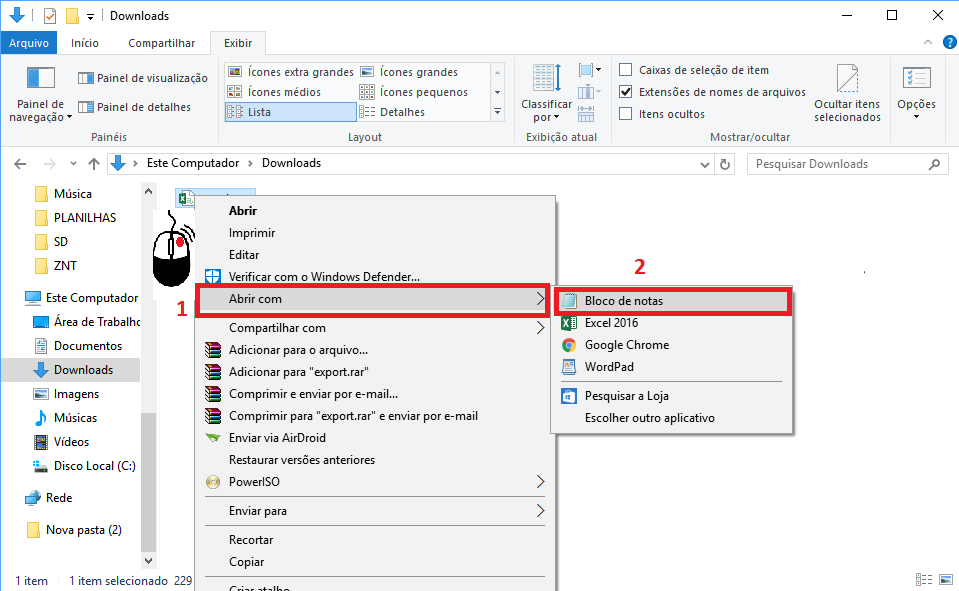 Downloads
Arquivo Início Compartilhar Exibir
Painel de navegação
Painel de visualização
Painel de detalhes
Painéis
Ícones extra grandes Ícones grandes
Ícones médios Ícones pequenos
Lista Detalhes
Layout
Classificar por
Exibição atual
Caixas de seleção de item
Extensões de nomes de arquivos
Itens ocultos
Ocultar itens selecionados
Mostrar/ocultar
Opções
Este Computador Downloads
Pesquisar Downloads
Música
PLANILHAS
SD
ZNT
Este Computador
Área de Trabalho
Documentos
Downloads
Imagens
Músicas
Vídeos
Disco Local (C:)
Rede
Nova pasta (2)
Abrir
Imprimir
Editar
Verificar com o Windows Defender...
1
Abrir com
Compartilhar com
Adicionar para o arquivo...
Adicionar para "export.rar"
Comprimir e enviar por e-mail...
Comprimir para "export.rar" e enviar por e-mail
Enviar via AirDroid
Restaurar versões anteriores
PowerISO
Enviar para
Recortar
Copiar
Criar atalho
2
Bloco de notas
Excel 2016
Google Chrome
WordPad
Pesquisar a Loja
Escolher outro aplicativo
1 item 1 item selecionado 229